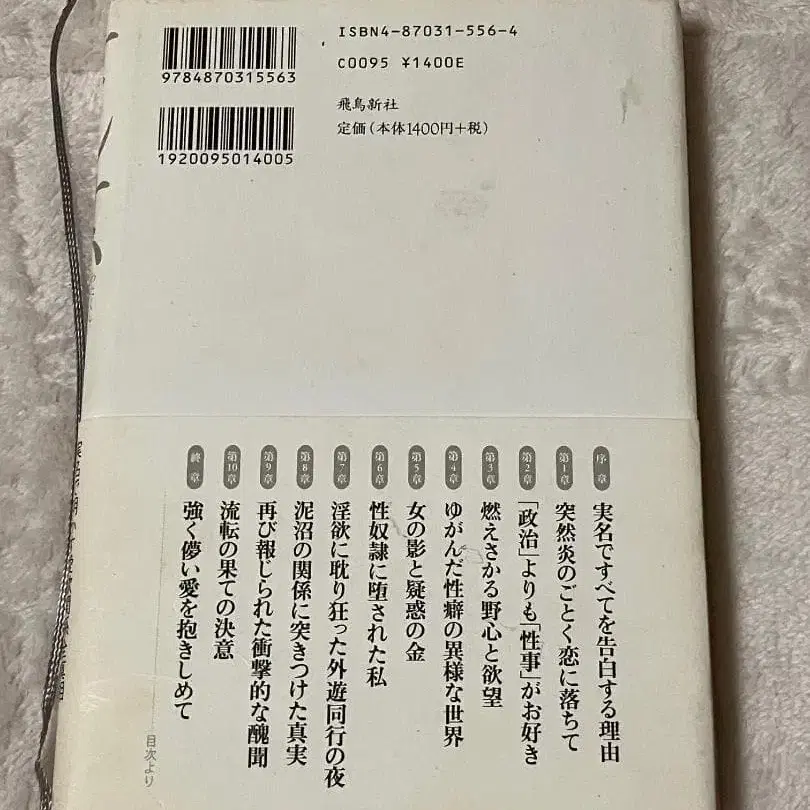 ISBN4-87031-556-4
C0095 ¥1400E
9784870315563
飛鳥新社
定価(本体1400円+税)
1920095014005
序章 実名ですべてを告白する理由
第1章 突然炎のごとく恋に落ちて
第2章 「政治」よりも「性事」がお好き
第3章 燃えさかる野心と欲望
第4章 ゆがんだ性癖の異様な世界
第5章 女の影と疑惑の金
第6章 性奴隷に堕された私
第7章 淫欲に耽り狂った外遊同行の夜
第8章 泥沼の関係に突きつけた真実
第9章 再び報じられた衝撃的な醜聞
第10章 流転の果ての決意
終章 強く儚い愛を抱きしめて
目次より